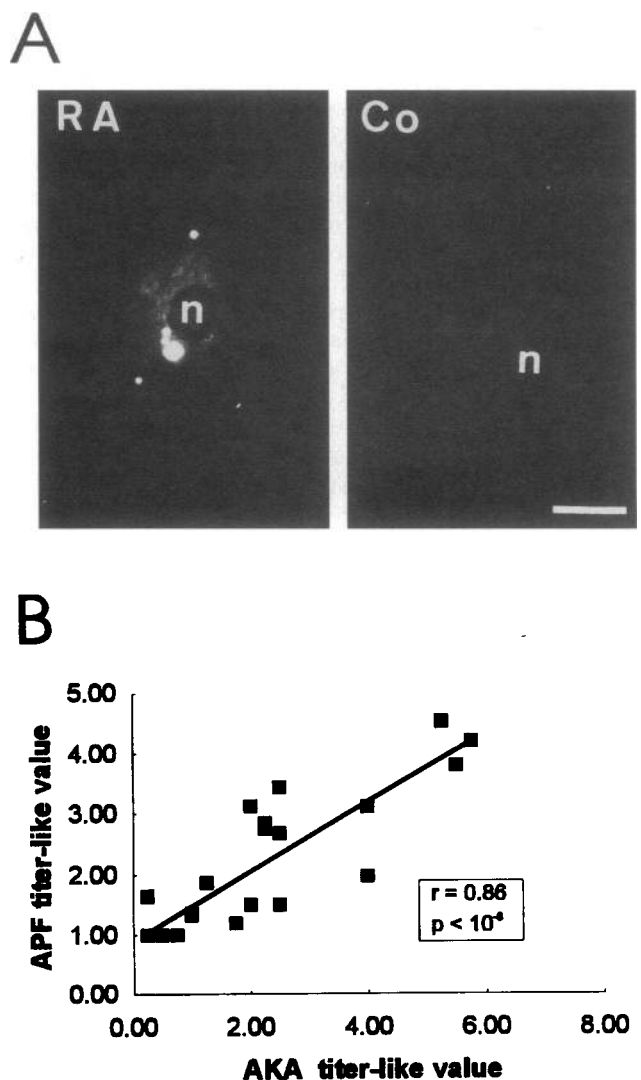 A
RA
Co
n
n
B
5.00
4.00
3.00
2.00
1.00
0.00
APF titer-like value
r = 0.86
p < 10⁻⁶
0.00 2.00 4.00 6.00 8.00
AKA titer-like value